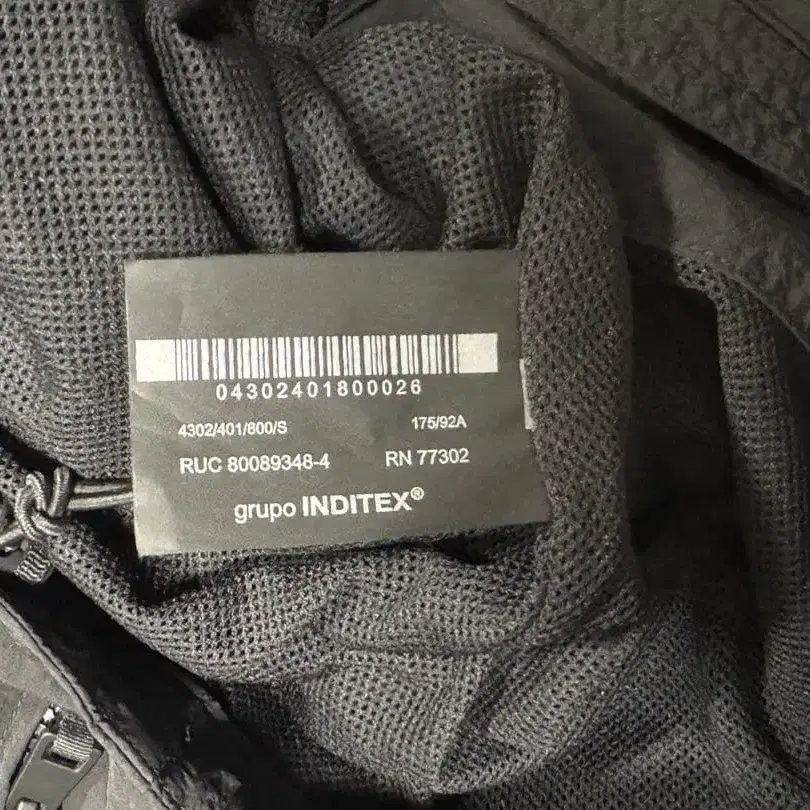 04302401800026
4302/401/800/S 175/92A
RUC 80089348-4 RN 77302
grupo INDITEX®